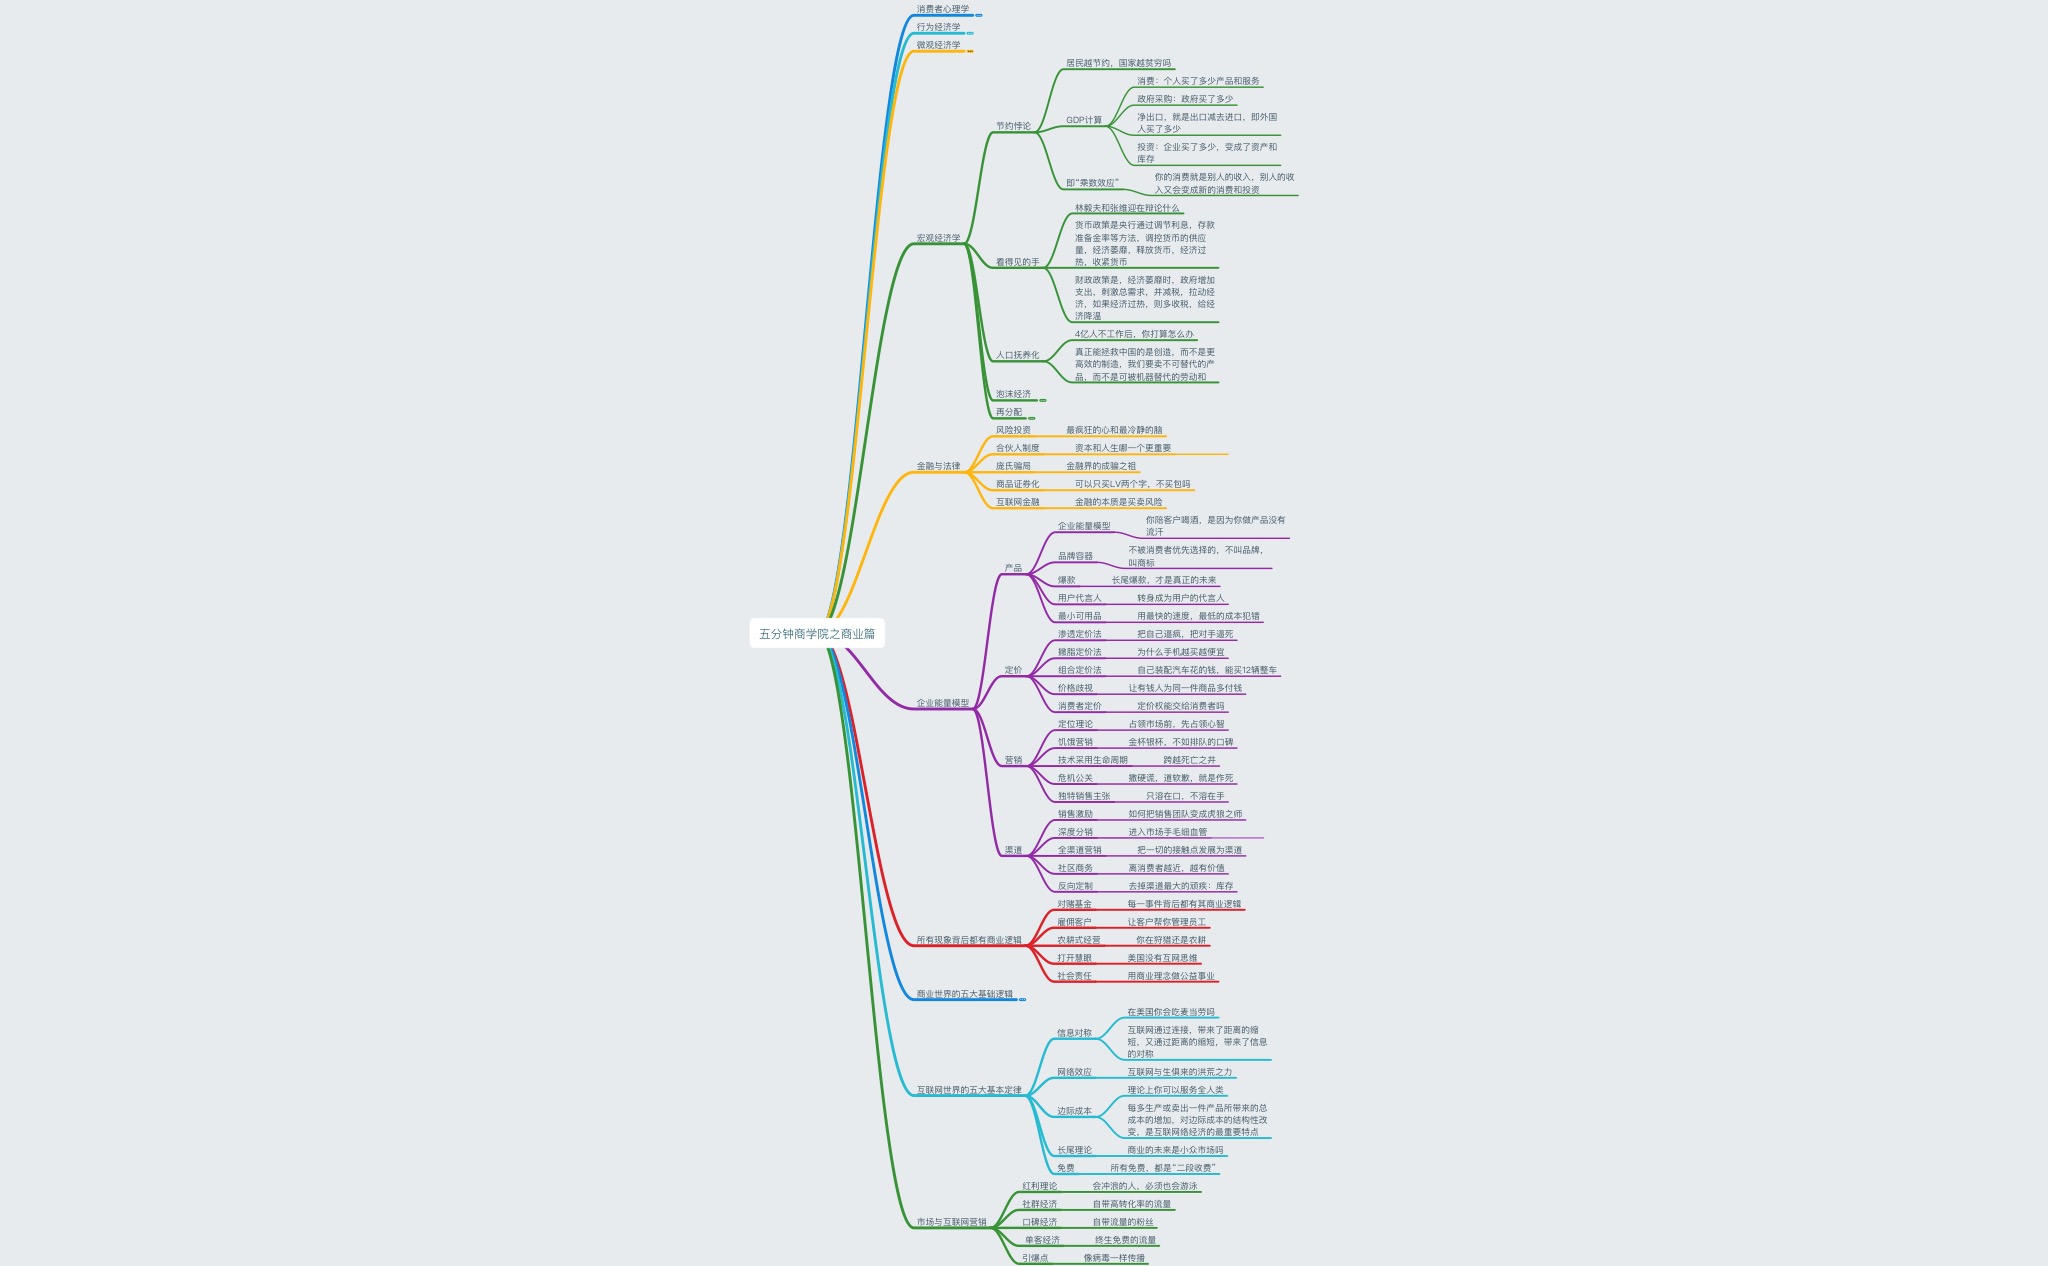 消费者心理学
行为经济学
微观经济学
居民越节约，国家越贫穷吗
消费：个人买了多少产品和服务
政府采购：政府买了多少
GDP计算
净出口，就是出口减去进口，即外国
人买了多少
节约悖论
投资：企业买了多少，变成了资产和
库存
即“乘数效应”
你的消费就是别人的收入，别人的收
入又会变成新的消费和投资
林毅夫和张维迎在辩论什么
宏观经济学
看得见的手
货币政策是央行通过调节利息，存款
准备金率等方法，调控货币的供应
量，经济萎靡，释放货币，经济过
热，收紧货币
财政政策是，经济萎靡时，政府增加
支出，刺激总需求，并减税，拉动经
济，如果经济过热，则多收税，给经
济降温
4亿人不工作后，你打算怎么办
人口抚养化
真正能拯救中国的是创造，而不是更
高效的制造，我们要卖不可替代的产
品，而不是可被机器替代的劳动和
泡沫经济
再分配
风险投资 最疯狂的心和最冷静的脑
合伙人制度 资本和人生哪一个更重要
金融与法律 庞氏骗局 金融界的成骗之祖
商品证券化 可以只买LV两个字，不买包吗
互联网金融 金融的本质是买卖风险
企业能量模型
你陪客户喝酒，是因为你做产品没有
流汗
品牌容器
不被消费者优先选择的，不叫品牌，
叫商标
产品
爆款 长尾爆款，才是真正的未来
用户代言人 转身成为用户的代言人
最小可用品 用最快的速度，最低的成本犯错
五分钟商学院之商业篇
渗透定价法 把自己逼疯，把对手逼死
撇脂定价法 为什么手机越买越便宜
定价 组合定价法 自己装配汽车花的钱，能买12辆整车
价格歧视 让有钱人为同一件商品多付钱
企业能量模型
消费者定价 定价权能交给消费者吗
定位理论 占领市场前，先占领心智
饥饿营销 金杯银杯，不如排队的口碑
营销 技术采用生命周期 跨越死亡之井
危机公关 撒硬谎，道软歉，就是作死
独特销售主张 只溶在口，不溶在手
销售激励 如何把销售团队变成虎狼之师
深度分销 进入市场手毛细血管
渠道 全渠道营销 把一切的接触点发展为渠道
社区商务 离消费者越近，越有价值
反向定制 去掉渠道最大的顽疾：库存
对赌基金 每一事件背后都有其商业逻辑
雇佣客户 让客户帮你管理员工
所有现象背后都有商业逻辑 农耕式经营 你在狩猎还是农耕
打开慧眼 美国没有互网思维
社会责任 用商业理念做公益事业
商业世界的五大基础逻辑
在美国你会吃麦当劳吗
信息对称
互联网通过连接，带来了距离的缩
短，又通过距离的缩短，带来了信息
的对称
网络效应 互联网与生俱来的洪荒之力
互联网世界的五大基本定律
理论上你可以服务全人类
边际成本
每多生产或卖出一件产品所带来的总
成本的增加，对边际成本的结构性改
变，是互联网络经济的最重要特点
长尾理论 商业的未来是小众市场吗
免费 所有免费，都是“二段收费”
红利理论 会冲浪的人，必须也会游泳
社群经济 自带高转化率的流量
市场与互联网营销 口碑经济 自带流量的粉丝
单客经济 终生免费的流量
引爆点 像病毒一样传播